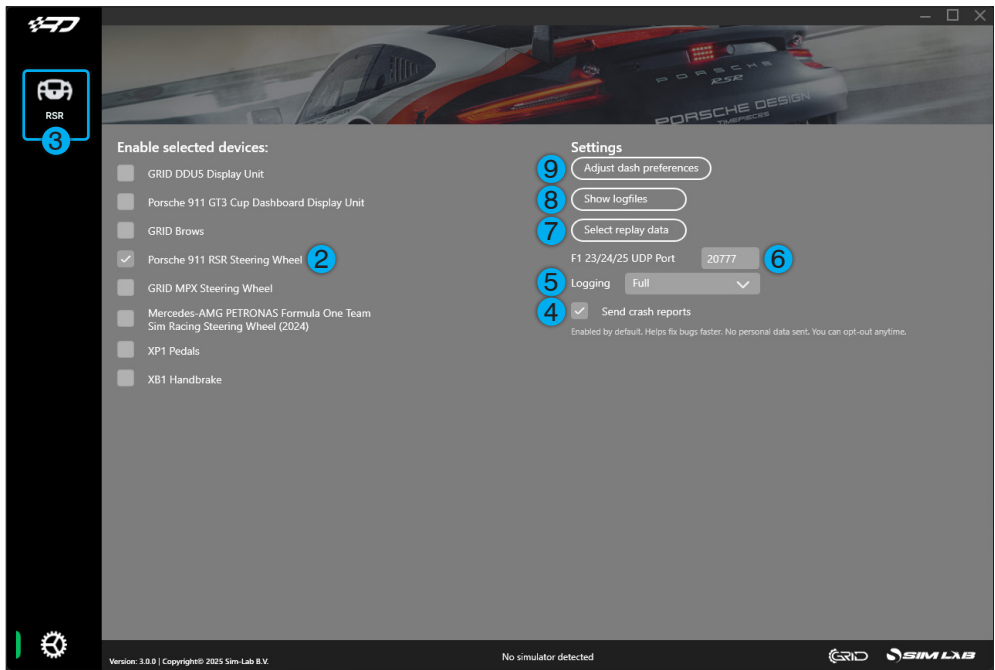 PORSCHE
RSR
PORSCHE DESIGN
TIMEPIECES
RSR
3
Enable selected devices:
GRID DDU5 Display Unit
Porsche 911 GT3 Cup Dashboard Display Unit
GRID Brows
Porsche 911 RSR Steering Wheel 2
GRID MPX Steering Wheel
Mercedes-AMG PETRONAS Formula One Team
Sim Racing Steering Wheel (2024)
XP1 Pedals
XB1 Handbrake
Settings
9 Adjust dash preferences
8 Show logfiles
7 Select replay data
F1 23/24/25 UDP Port 20777 6
5 Logging Full
4 Send crash reports
Enabled by default. Helps fix bugs faster. No personal data sent. You can opt-out anytime.
Version: 3.0.0 | Copyright© 2025 Sim-Lab B.V.
No simulator detected
GRID SIM LAB